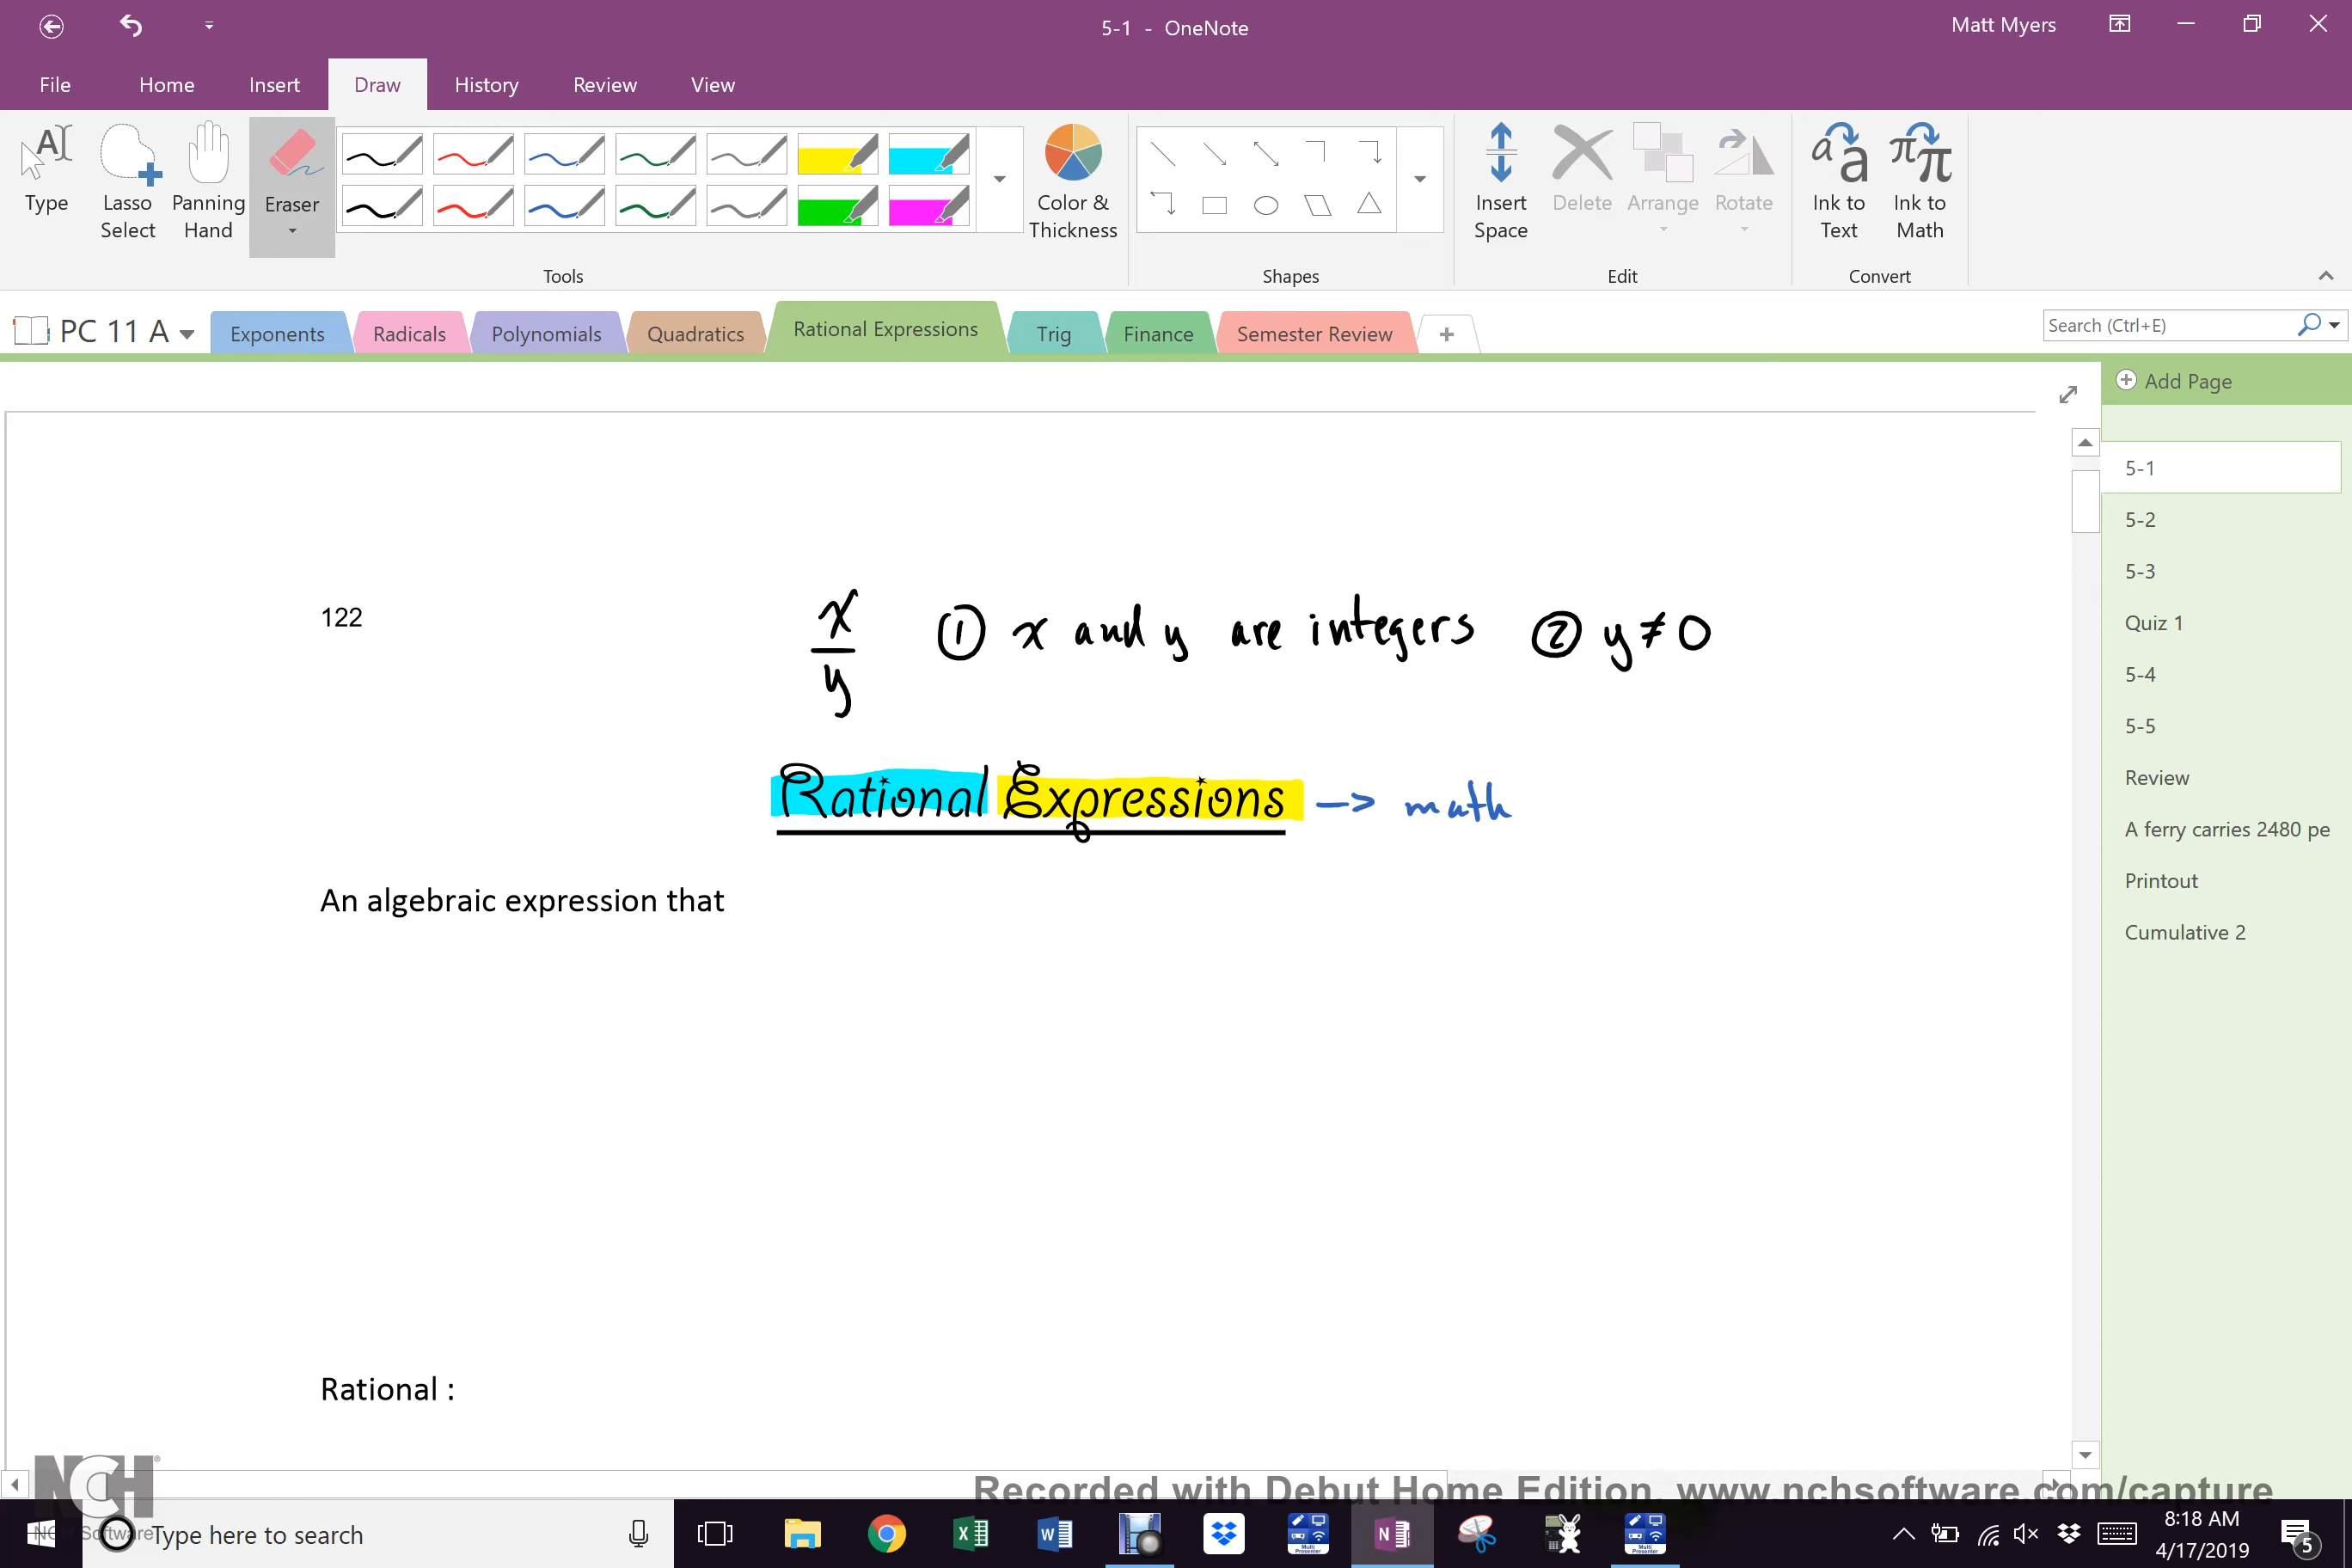 5-1 - OneNote
Matt Myers
File Home Insert Draw History Review View
Type
Lasso Select
Panning Hand
Eraser
Color & Thickness
Insert Space
Delete
Arrange
Rotate
Ink to Text
Ink to Math
Tools
Shapes
Edit
Convert
PC 11 A
Exponents Radicals Polynomials Quadratics Rational Expressions Trig Finance Semester Review
Search (Ctrl+E)
Add Page
5-1
5-2
5-3
Quiz 1
5-4
5-5
Review
A ferry carries 2480 pe
Printout
Cumulative 2
122
x/y ① x and y are integers ② y ≠ 0
Rational Expressions —> math
An algebraic expression that
Rational :
NCH
NCH Software
Recorded with Debut Home Edition. www.nchsoftware.com/capture
Type here to search
8:18 AM
4/17/2019
5